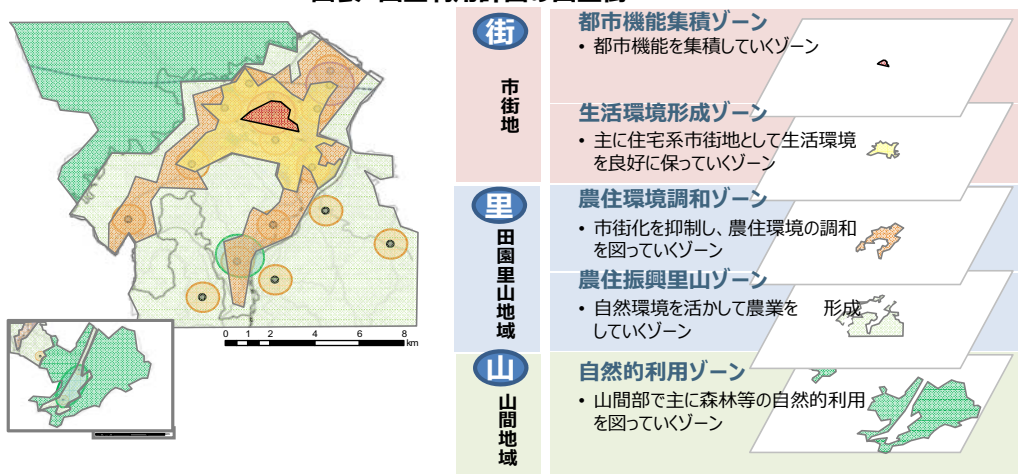 街
市街地
都市機能集積ゾーン
• 都市機能を集積していくゾーン
生活環境形成ゾーン
• 主に住宅系市街地として生活環境
を良好に保っていくゾーン
里
田園里山地域
農住環境調和ゾーン
• 市街化を抑制し、農住環境の調和
を図っていくゾーン
農住振興里山ゾーン
• 自然環境を活かして農業を 形成
していくゾーン
山
山間地域
自然的利用ゾーン
• 山間部で主に森林等の自然的利用
を図っていくゾーン
0 1 2 4 6 8
km